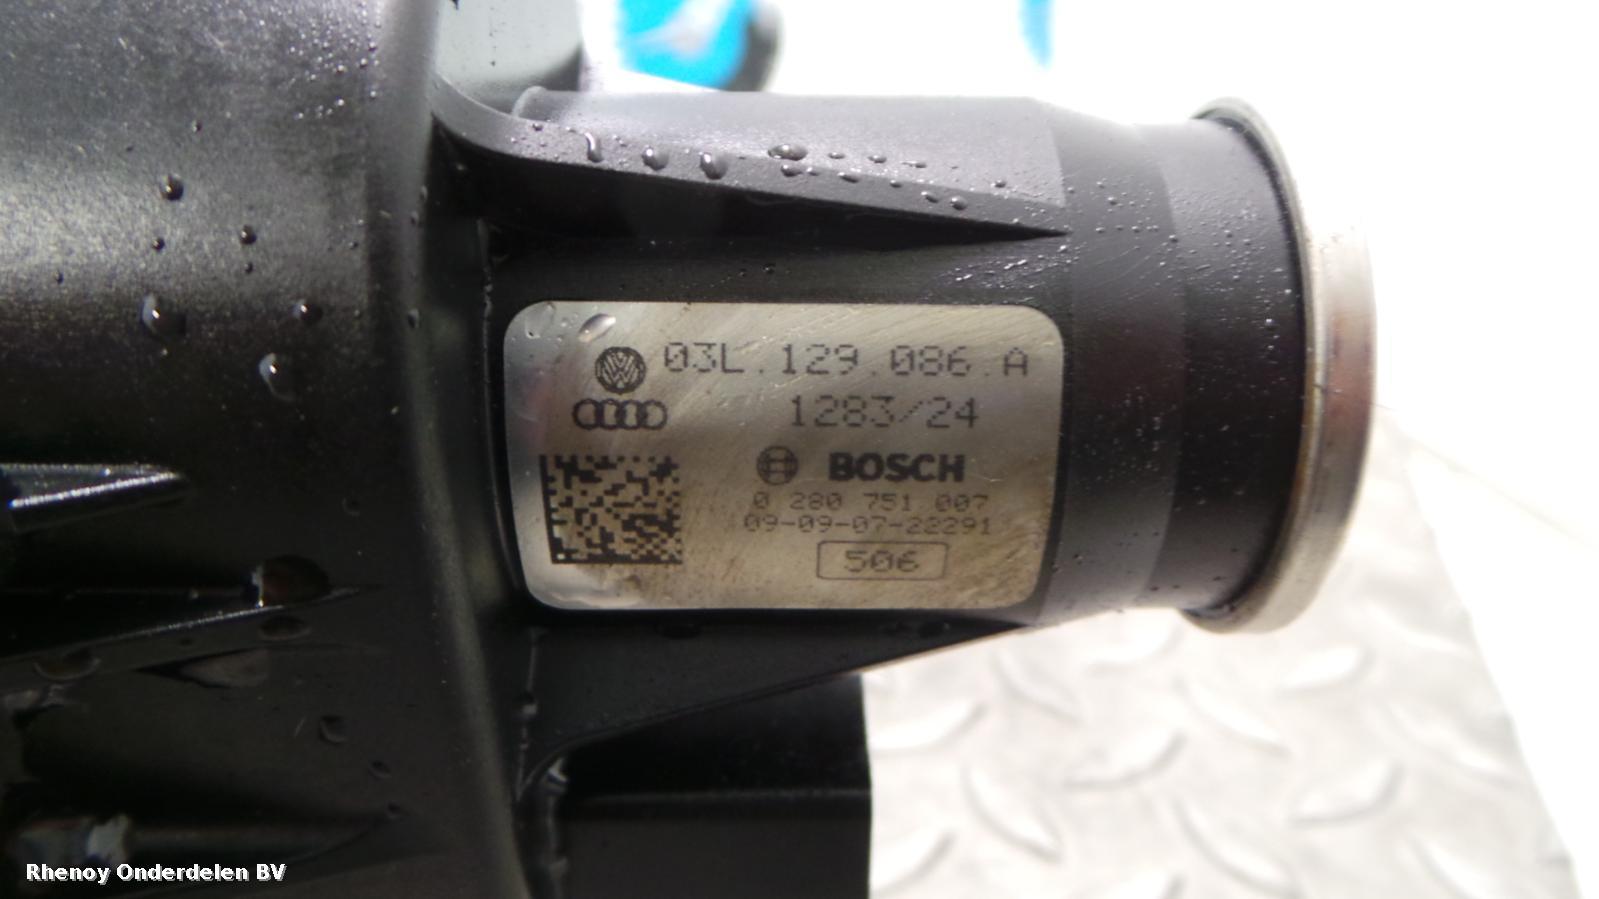 03L.129.086.A
1283/24
BOSCH
0 280 751 007
09-09-07-22291
506
Rhenoy Onderdelen BV